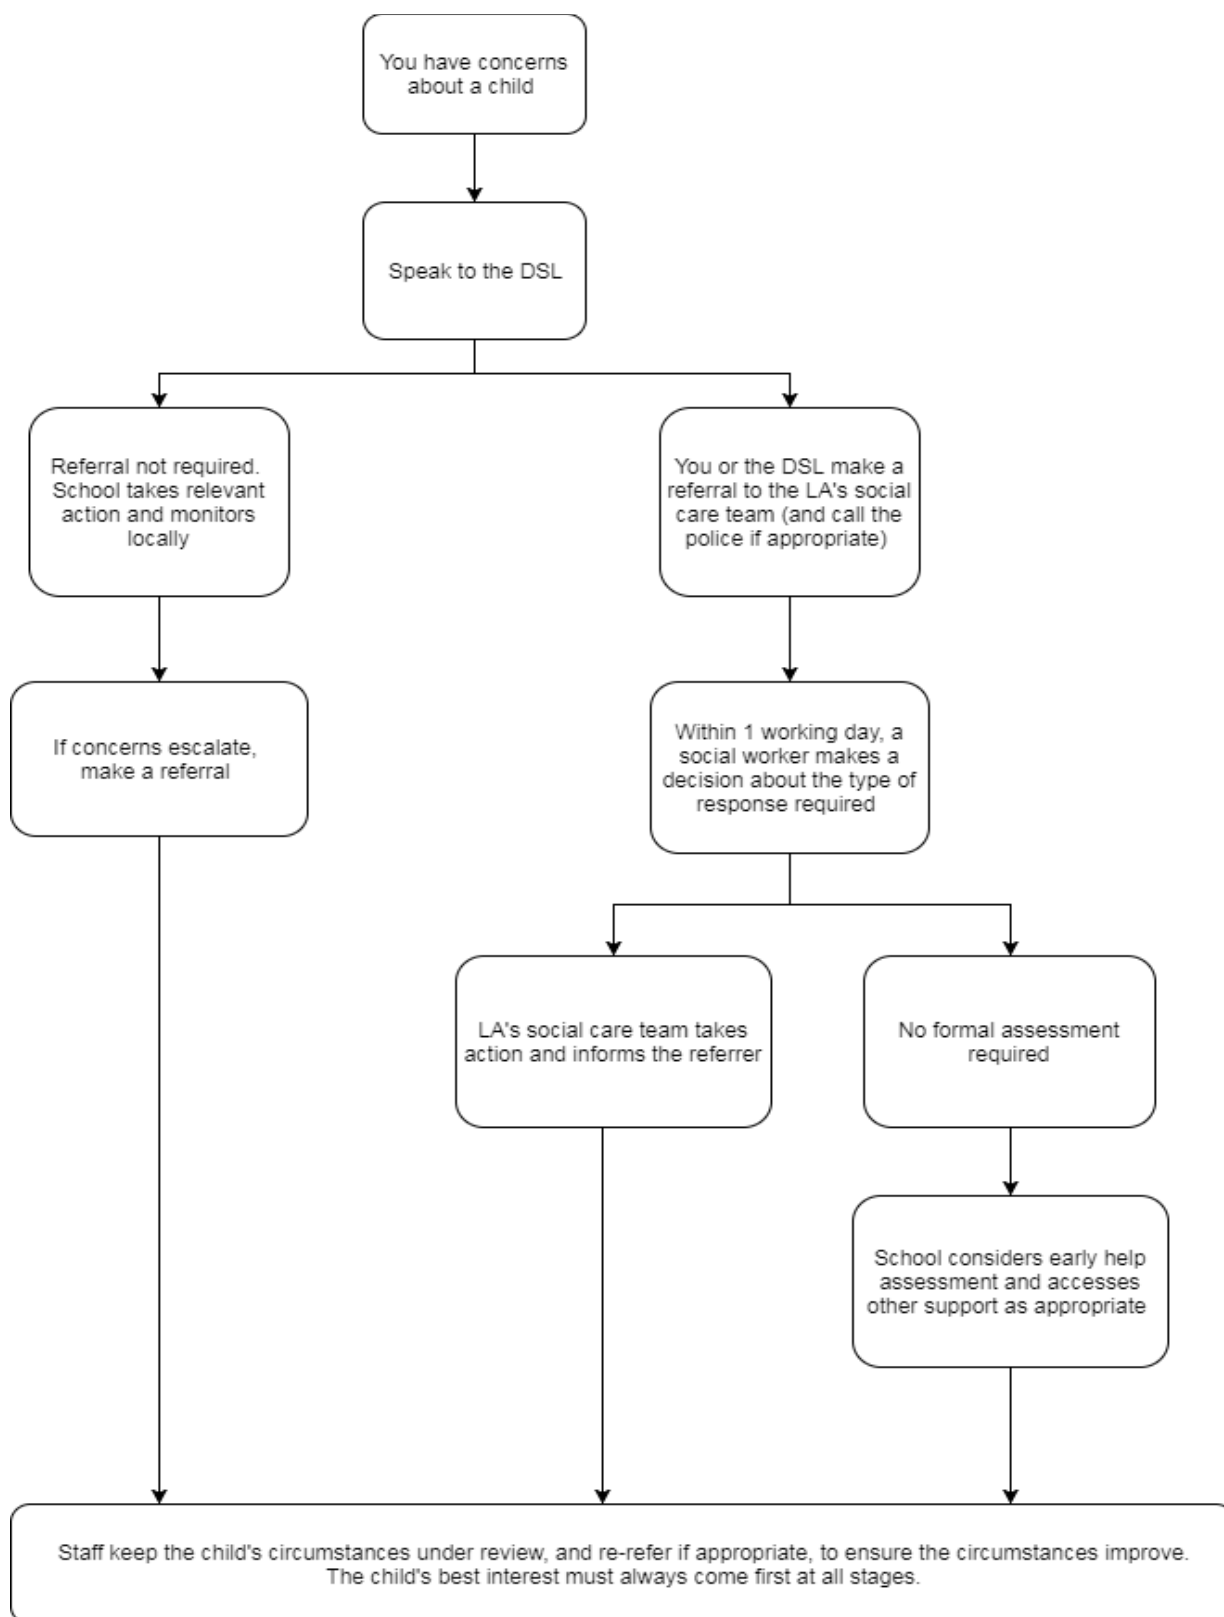 You have concerns
about a child
Speak to the DSL
Referral not required.
School takes relevant
action and monitors
locally
You or the DSL make a
referral to the LA's social
care team (and call the
police if appropriate)
If concerns escalate,
make a referral
Within 1 working day, a
social worker makes a
decision about the type of
response required
LA's social care team takes
action and informs the referrer
No formal assessment
required
School considers early help
assessment and accesses
other support as appropriate
Staff keep the child's circumstances under review, and re-refer if appropriate, to ensure the circumstances improve.
The child's best interest must always come first at all stages.